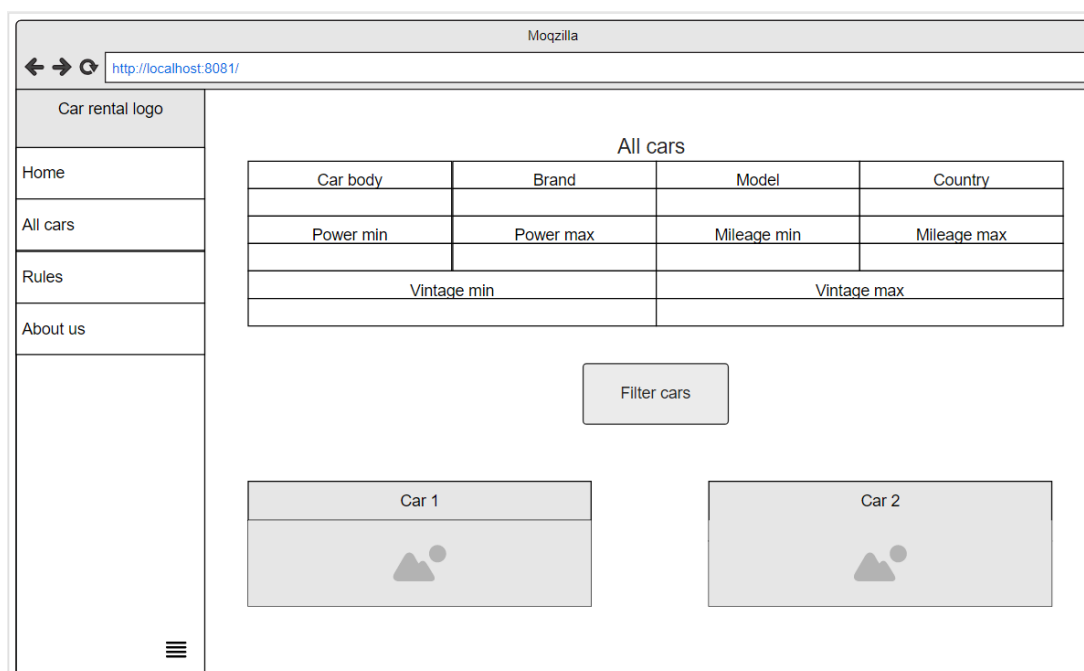 Moqzilla
http://localhost:8081/
Car rental logo
Home
All cars
Rules
About us
All cars
Car body Brand Model Country
Power min Power max Mileage min Mileage max
Vintage min Vintage max
Filter cars
Car 1 Car 2